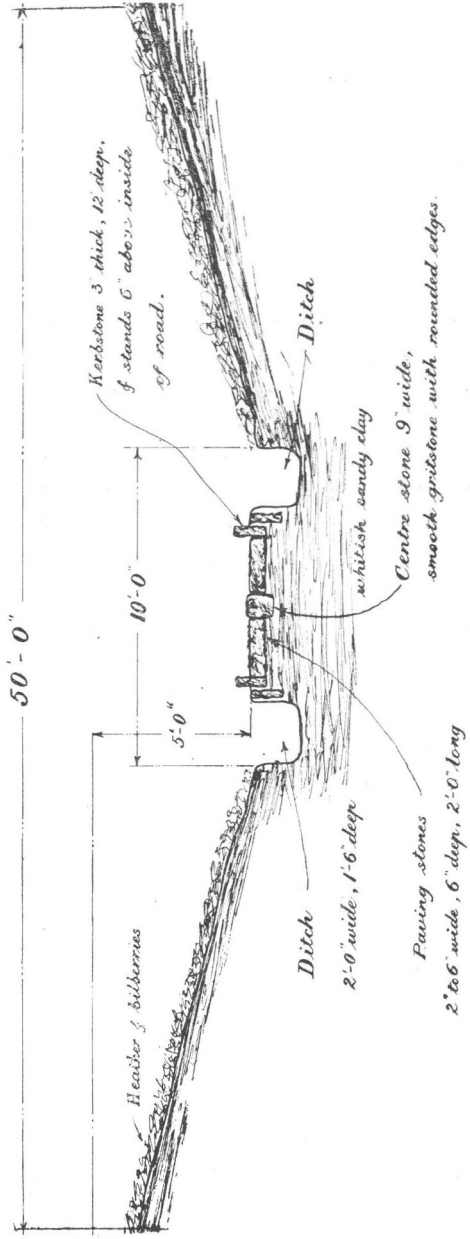 50'-0"
Kerbstone 3" thick, 12" deep,
& stands 6" above inside
of road.
10'-0"
5'-0"
Heather & bilberries
Ditch
whitish sandy clay
Centre stone 9" wide,
smooth gritstone with rounded edges.
Ditch
2'-0" wide, 1'-6" deep
Paving stones
2" to 6" wide, 6" deep, 2'-0" long